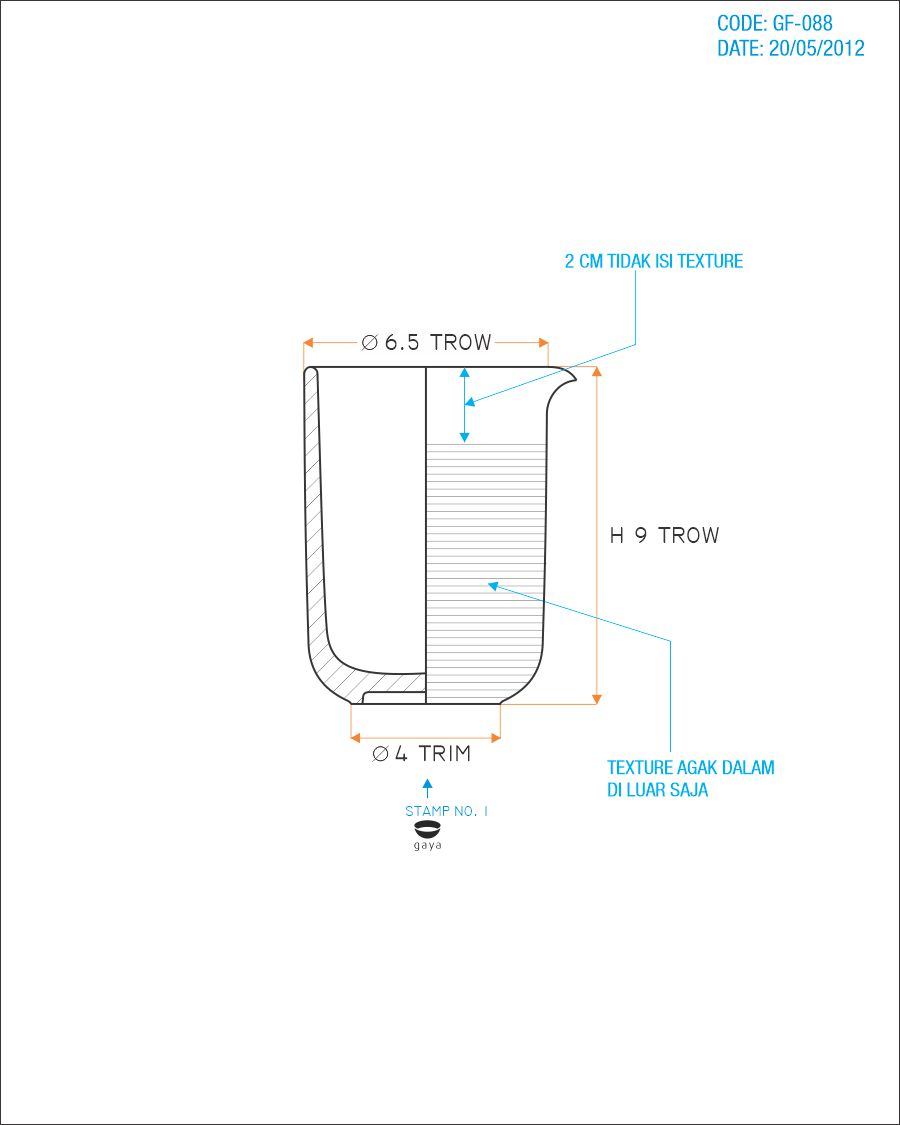 CODE: GF-088
DATE: 20/05/2012
2 CM TIDAK ISI TEXTURE
Ø 6.5 TROW
H 9 TROW
Ø 4 TRIM
TEXTURE AGAK DALAM
DI LUAR SAJA
STAMP NO. 1
gaya